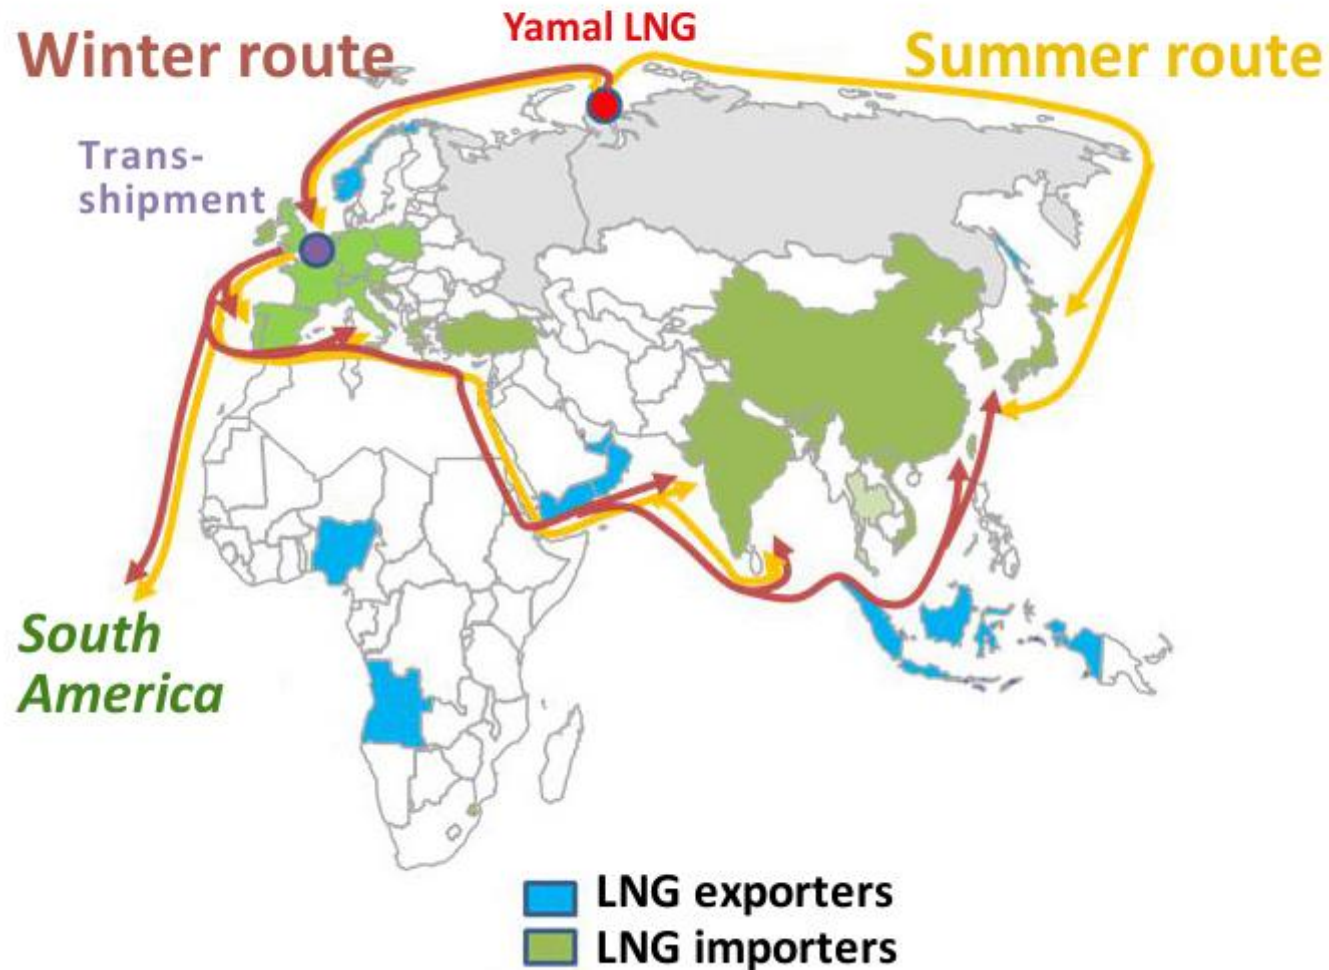 Yamal LNG
Winter route
Summer route
Trans-
shipment
South
America
LNG exporters
LNG importers